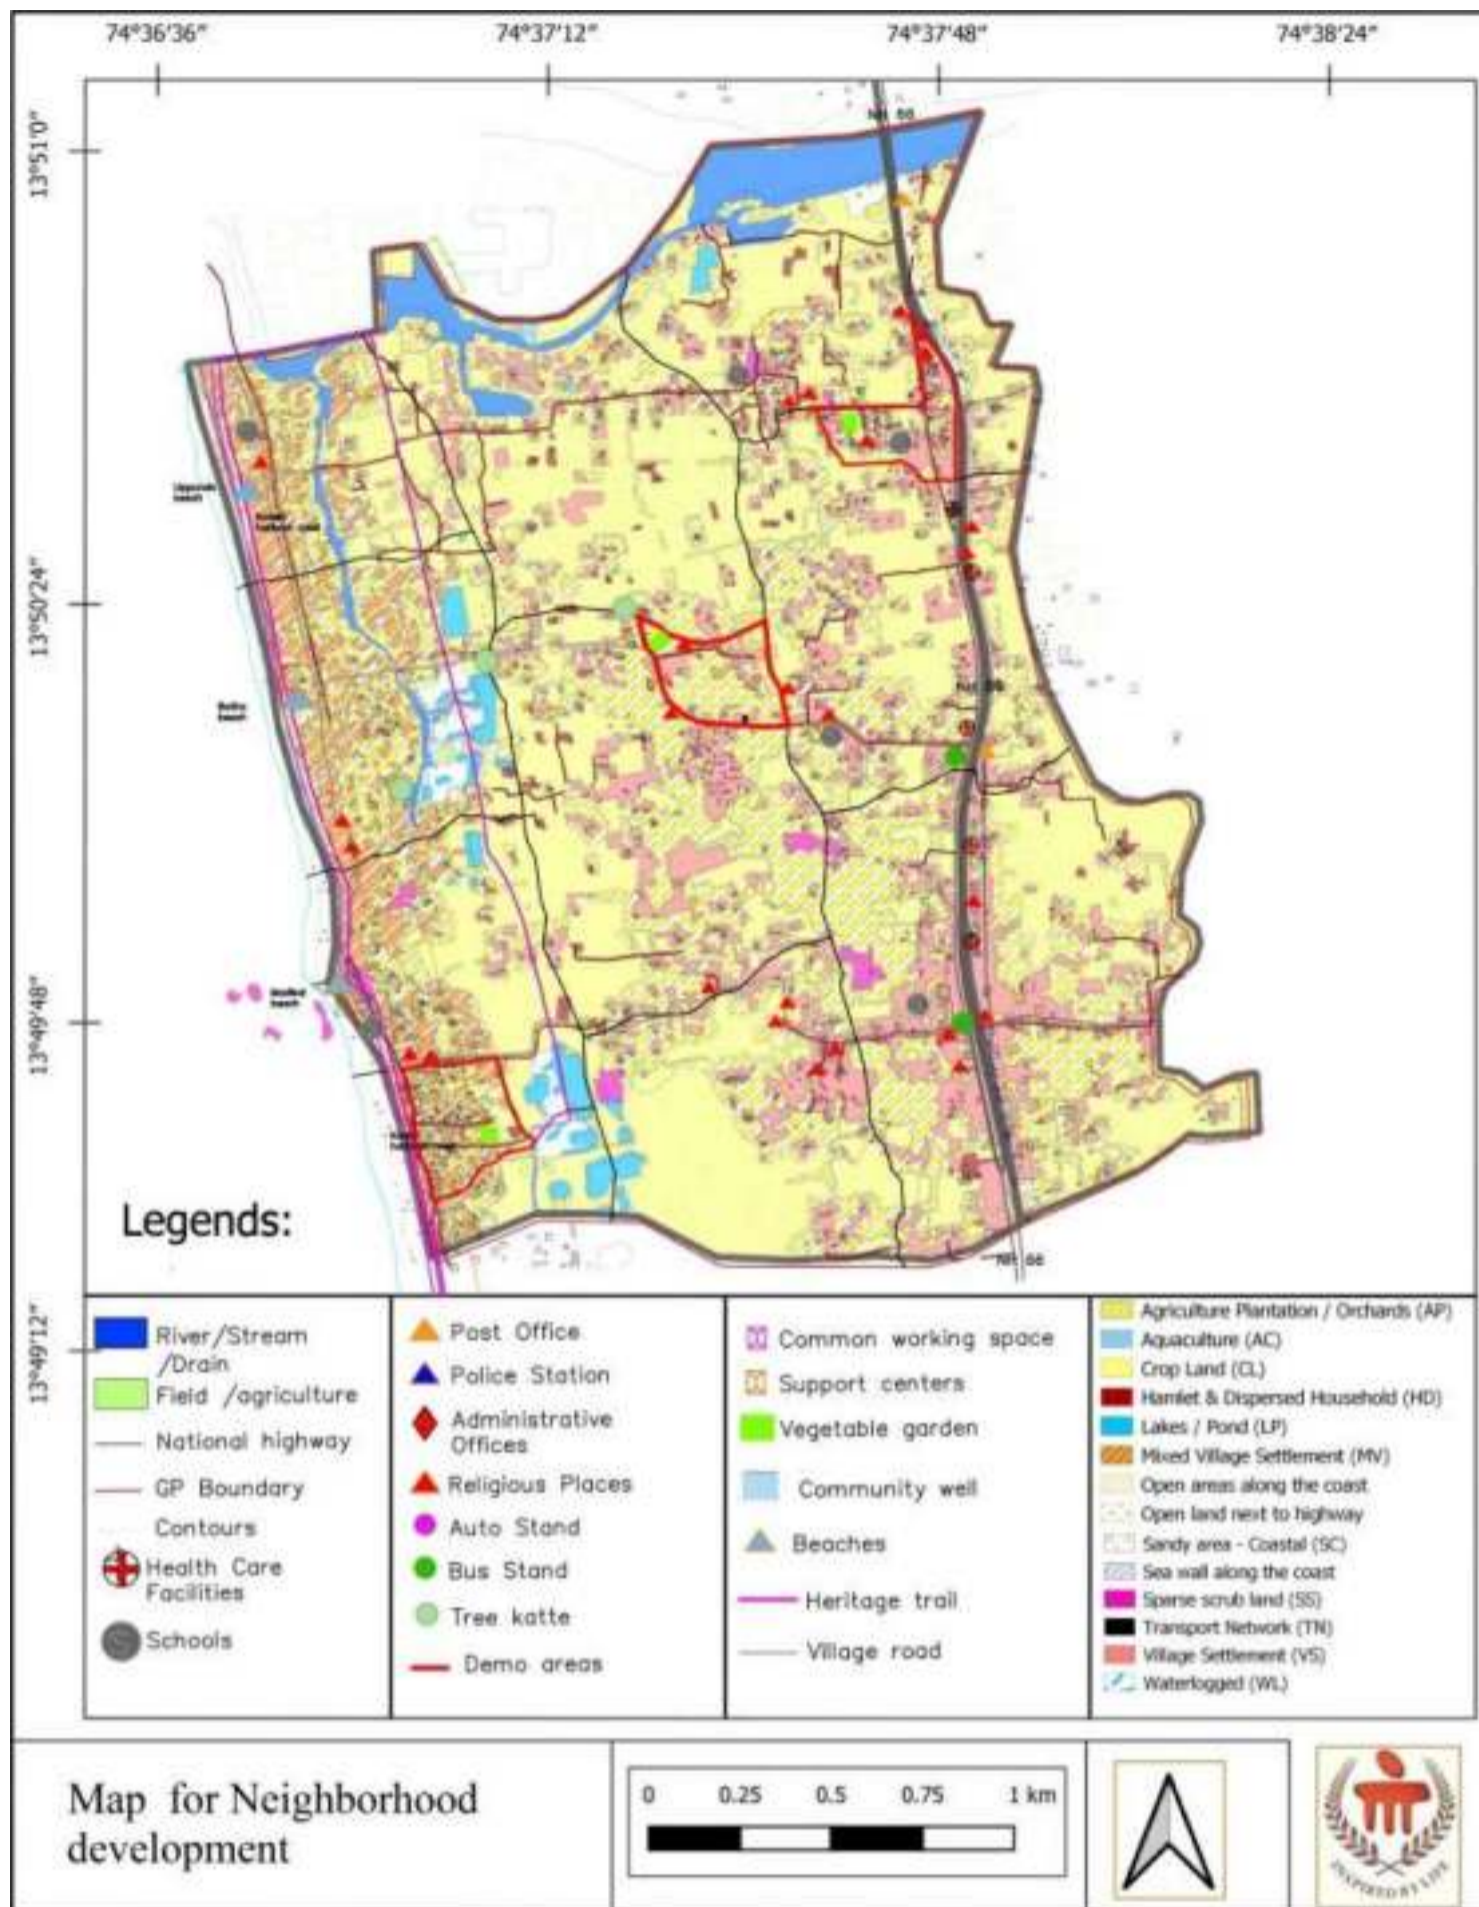 74°36'36"
74°37'12"
74°37'48"
74°38'24"
13°51'0"
13°50'24"
13°49'48"
13°49'12"
NH 66
beach
beach
beach
NH 66
Legends:
River/Stream
/Drain
Field /agriculture
National highway
GP Boundary
Contours
Health Care
Facilities
Schools
Post Office
Police Station
Administrative
Offices
Religious Places
Auto Stand
Bus Stand
Tree katte
Demo areas
Common working space
Support centers
Vegetable garden
Community well
Beaches
Heritage trail
Village road
Agriculture Plantation / Orchards (AP)
Aquaculture (AC)
Crop Land (CL)
Hamlet & Dispersed Household (HD)
Lakes / Pond (LP)
Mixed Village Settlement (MV)
Open areas along the coast
Open land next to highway
Sandy area - Coastal (SC)
Sea wall along the coast
Sparse scrub land (SS)
Transport Network (TN)
Village Settlement (VS)
Waterlogged (WL)
Map for Neighborhood
development
0 0.25 0.5 0.75 1 km
INSPIRED BY LIFE